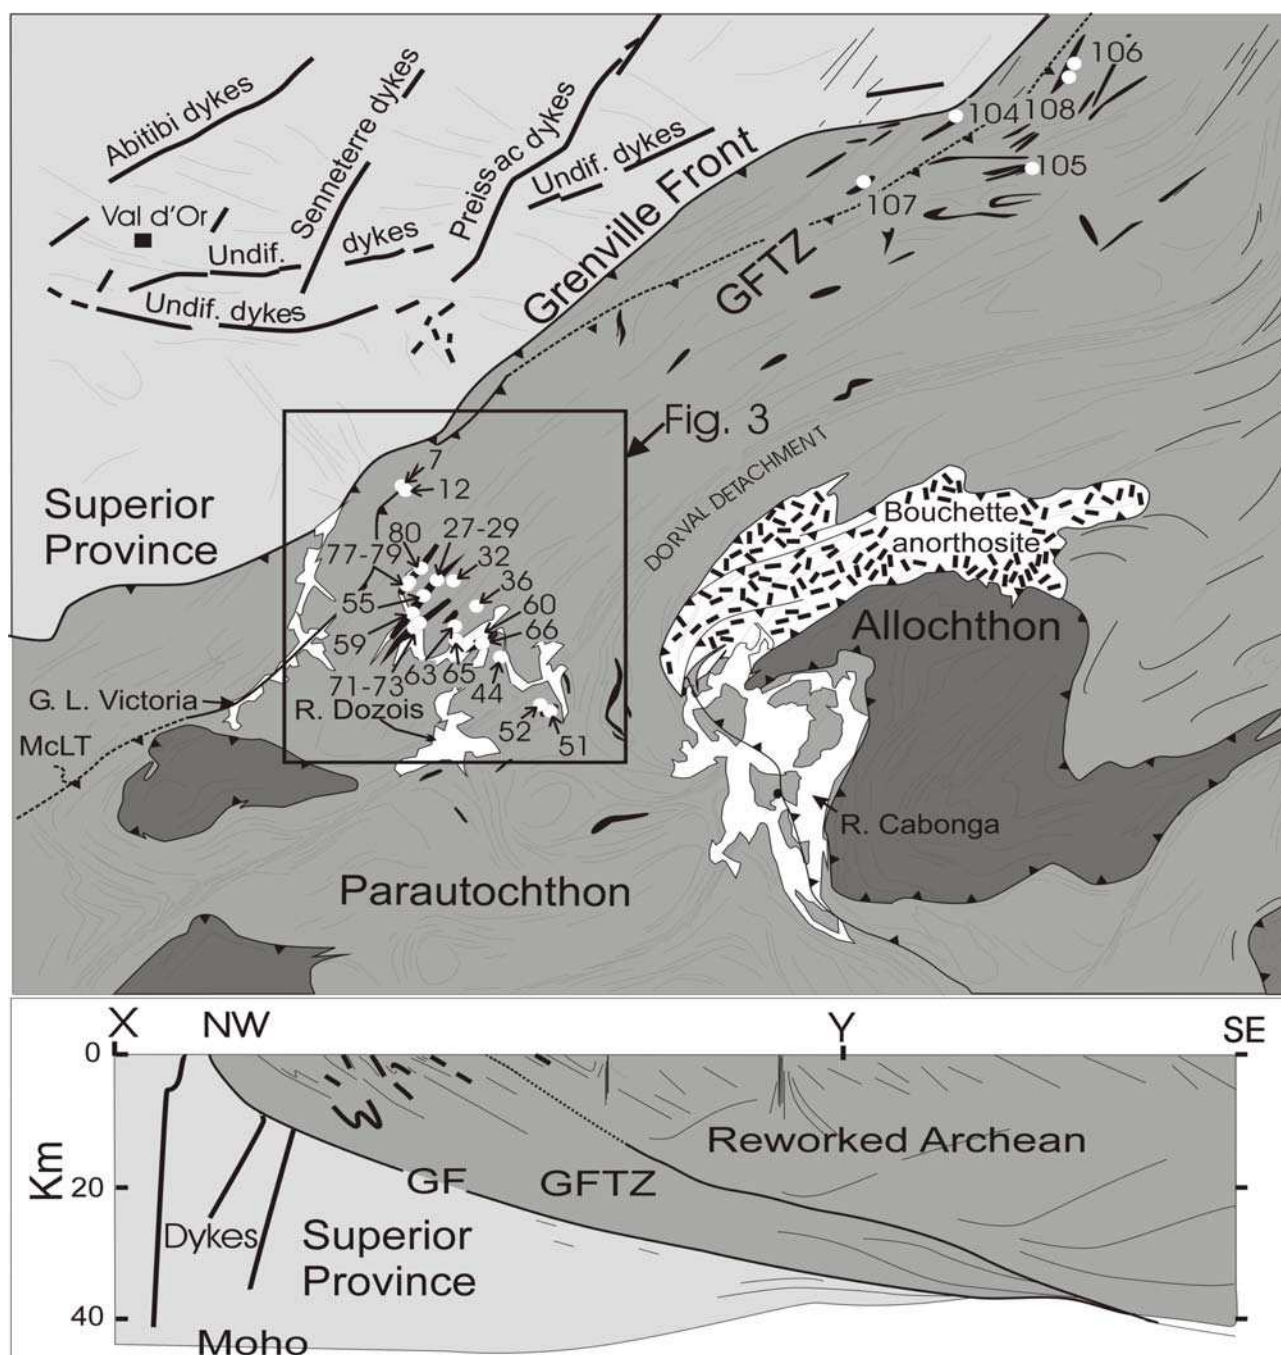 Abitibi dykes
Senneterre dykes
Preissac dykes
Undif. dykes
Val d'Or
Undif. dykes
Undif. dykes
Grenville Front
GFTZ
106
104
108
105
107
Fig. 3
Superior
Province
7
12
80
27-29
77-79
32
36
55
60
66
59
63
65
44
71-73
52
51
G. L. Victoria
R. Dozois
McLT
DORVAL DETACHMENT
Bouchette
anorthosite
Allochthon
R. Cabonga
Parautochthon
X
NW
Y
SE
0
Km
20
40
Reworked Archean
GF
GFTZ
Dykes
Superior
Province
Moho